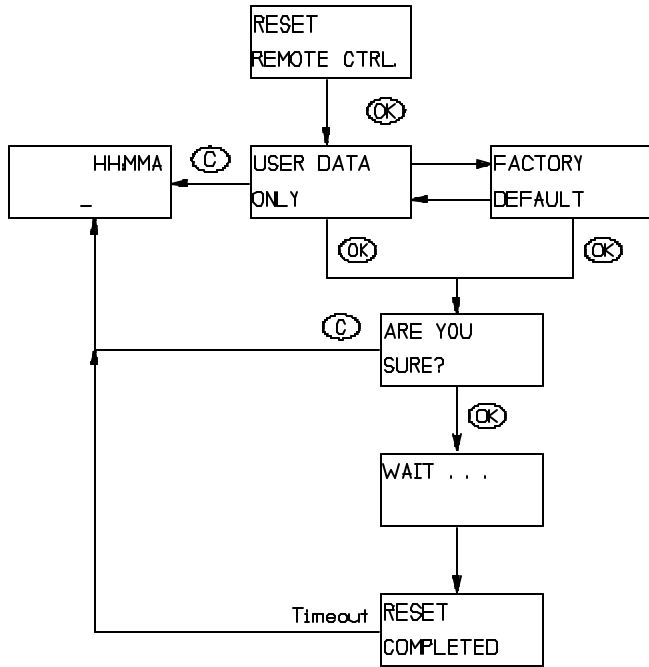 RESET
REMOTE CTRL.
OK
HH:MMA
_
C
USER DATA
ONLY
FACTORY
DEFAULT
OK
OK
C
ARE YOU
SURE?
OK
WAIT . . .
Timeout
RESET
COMPLETED